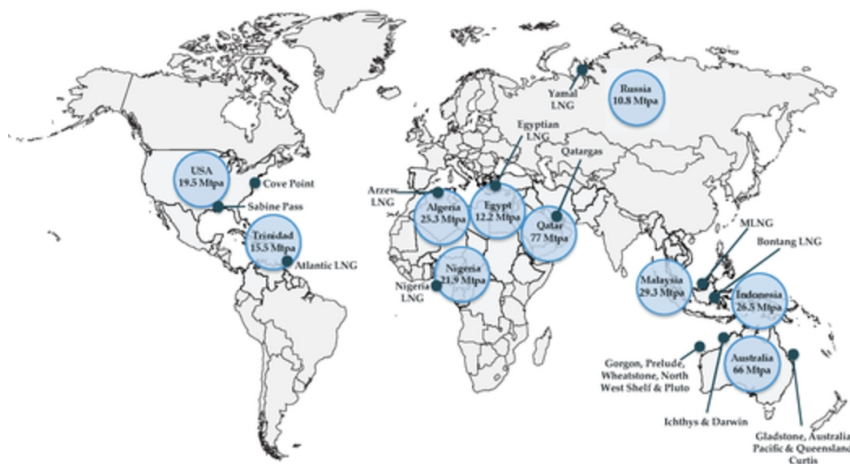 Russia
10.8 Mtpa
Yamal
LNG
Egyptian
LNG
Qatargas
USA
19.5 Mtpa
Cove Point
Sabine Pass
Arzew
LNG
Algeria
25.3 Mtpa
Egypt
12.2 Mtpa
Qatar
77 Mtpa
Trinidad
15.5 Mtpa
Atlantic LNG
Nigeria
21.9 Mtpa
Nigeria
LNG
MLNG
Bontang LNG
Malaysia
29.3 Mtpa
Indonesia
26.5 Mtpa
Australia
66 Mtpa
Gorgon, Prelude,
Wheatstone, North
West Shelf & Pluto
Ichthys & Darwin
Gladstone, Australia
Pacific & Queensland
Curtis